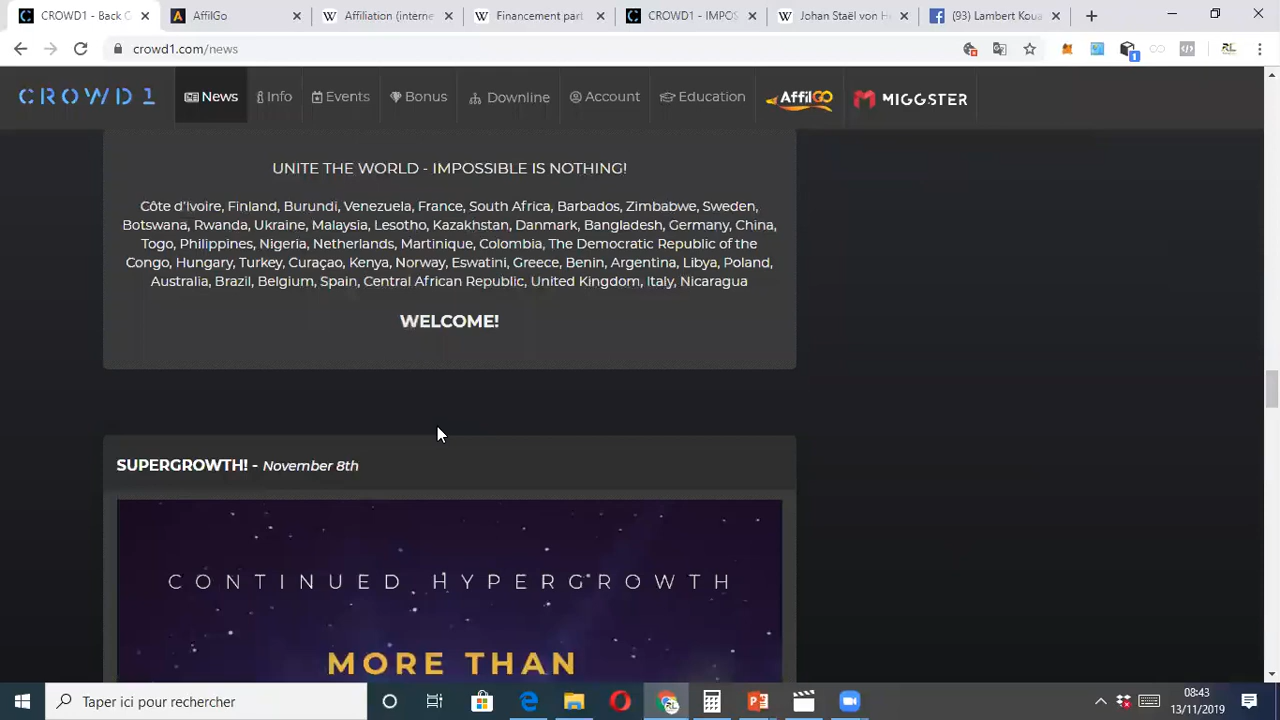 CROWD1 - Back O
AffilGo
Affiliation (interne
Financement part
CROWD1 - IMPOS
Johan Staël von H
(93) Lambert Koua
crowd1.com/news
CROWD1
News
Info
Events
Bonus
Downline
Account
Education
AffilGO
MIGGSTER
UNITE THE WORLD - IMPOSSIBLE IS NOTHING!
Côte d'Ivoire, Finland, Burundi, Venezuela, France, South Africa, Barbados, Zimbabwe, Sweden,
Botswana, Rwanda, Ukraine, Malaysia, Lesotho, Kazakhstan, Danmark, Bangladesh, Germany, China,
Togo, Philippines, Nigeria, Netherlands, Martinique, Colombia, The Democratic Republic of the
Congo, Hungary, Turkey, Curaçao, Kenya, Norway, Eswatini, Greece, Benin, Argentina, Libya, Poland,
Australia, Brazil, Belgium, Spain, Central African Republic, United Kingdom, Italy, Nicaragua
WELCOME!
SUPERGROWTH! - November 8th
CONTINUED HYPERGROWTH
MORE THAN
Taper ici pour rechercher
08:43
13/11/2019